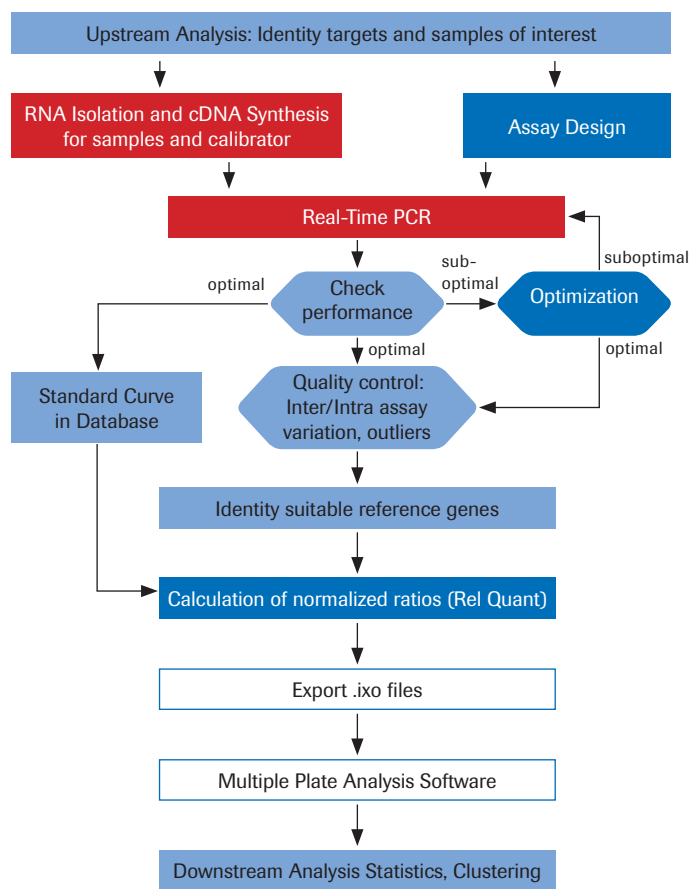 Upstream Analysis: Identity targets and samples of interest
RNA Isolation and cDNA Synthesis
for samples and calibrator
Assay Design
Real-Time PCR
optimal
Check
performance
sub-
optimal
Optimization
suboptimal
optimal
optimal
Standard Curve
in Database
Quality control:
Inter/Intra assay
variation, outliers
Identity suitable reference genes
Calculation of normalized ratios (Rel Quant)
Export .ixo files
Multiple Plate Analysis Software
Downstream Analysis Statistics, Clustering